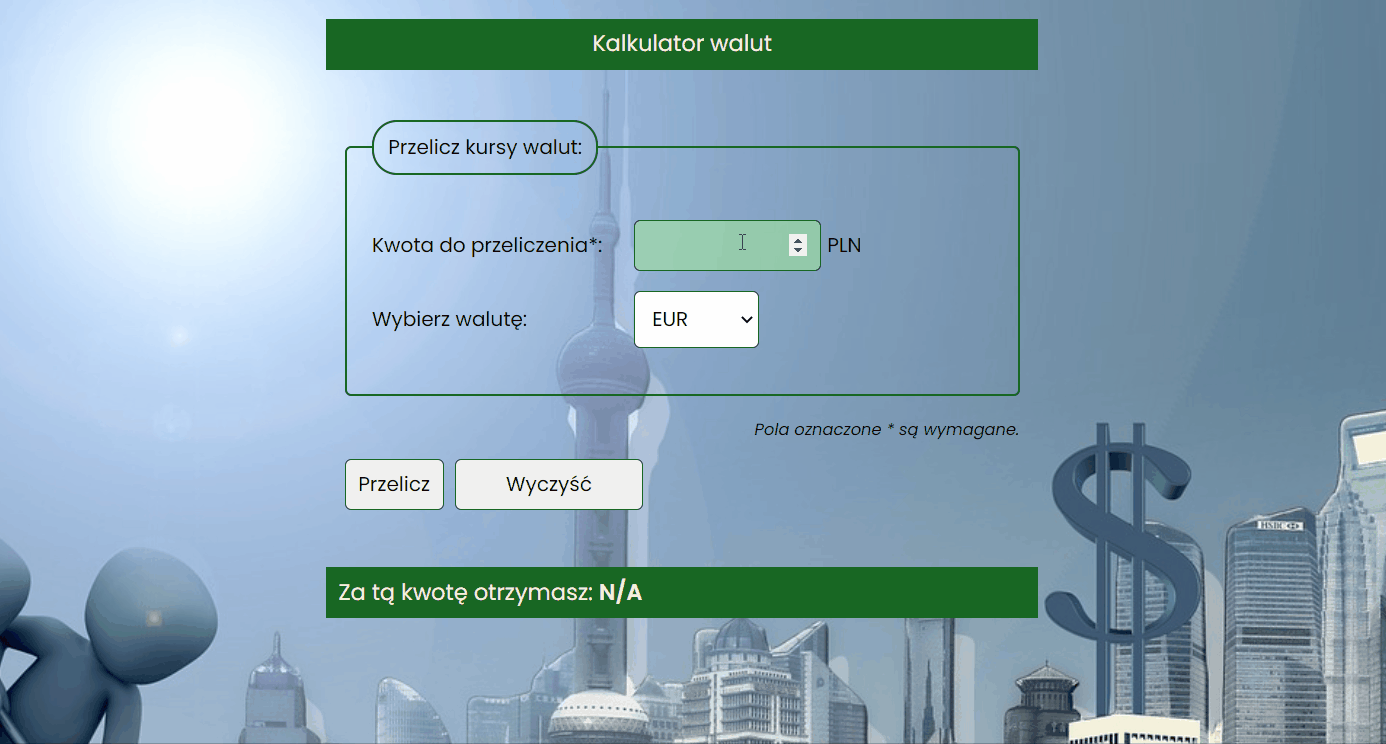 Kalkulator walut
Przelicz kursy walut:
Kwota do przeliczenia*:
PLN
Wybierz walutę:
EUR
Pola oznaczone * są wymagane.
Przelicz
Wyczyść
HSBC
Za tą kwotę otrzymasz: N/A